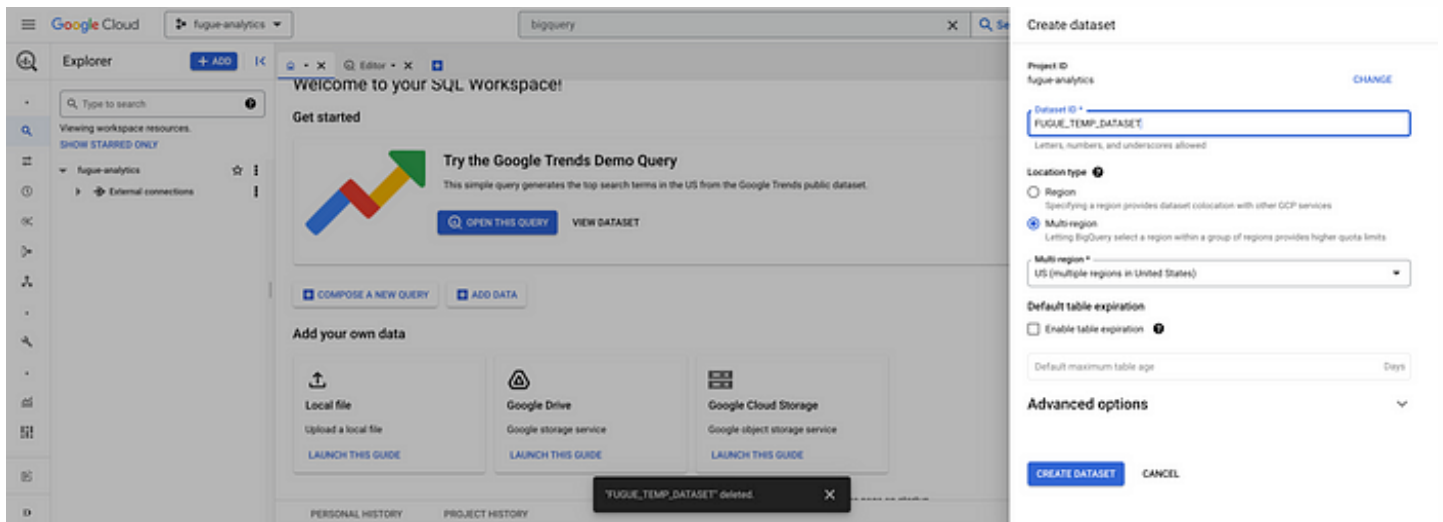 Google Cloud
fugue-analytics
bigquery
Se
Explorer
+ ADD
Editor
Type to search
Viewing workspace resources.
SHOW STARRED ONLY
fugue-analytics
External connections
Welcome to your SQL Workspace!
Get started
Try the Google Trends Demo Query
This simple query generates the top search terms in the US from the Google Trends public dataset.
OPEN THIS QUERY
VIEW DATASET
COMPOSE A NEW QUERY
ADD DATA
Add your own data
Local file
Upload a local file
LAUNCH THIS GUIDE
Google Drive
Google storage service
LAUNCH THIS GUIDE
Google Cloud Storage
Google object storage service
LAUNCH THIS GUIDE
"FUGUE_TEMP_DATASET" deleted.
PERSONAL HISTORY
PROJECT HISTORY
Create dataset
Project ID
fugue-analytics
CHANGE
Dataset ID *
FUGUE_TEMP_DATASET
Letters, numbers, and underscores allowed
Location type
Region
Specifying a region provides dataset colocation with other GCP services
Multi-region
Letting BigQuery select a region within a group of regions provides higher quota limits
Multi-region *
US (multiple regions in United States)
Default table expiration
Enable table expiration
Default maximum table age
Days
Advanced options
CREATE DATASET
CANCEL